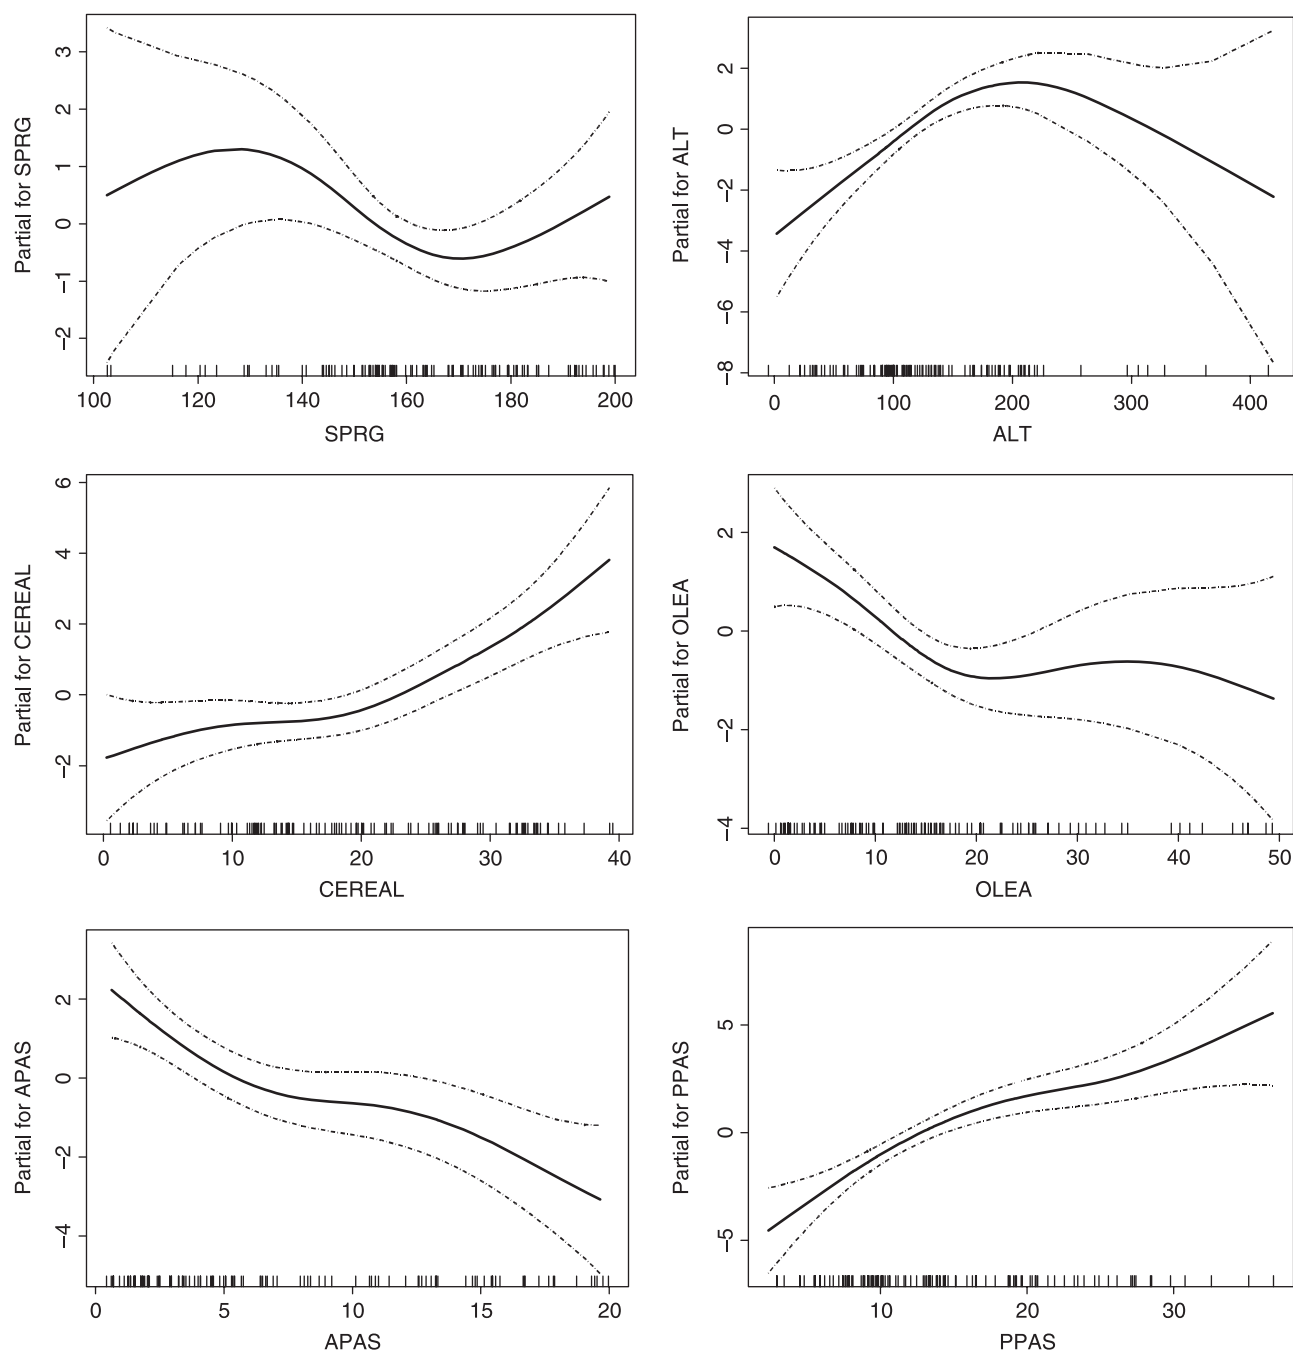 Partial for SPRG
3
2
1
0
−1
−2
100 120 140 160 180 200
SPRG
Partial for ALT
2
0
−2
−4
−6
−8
0 100 200 300 400
ALT
Partial for CEREAL
6
4
2
0
−2
0 10 20 30 40
CEREAL
Partial for OLEA
2
0
−2
−4
0 10 20 30 40 50
OLEA
Partial for APAS
2
0
−2
−4
0 5 10 15 20
APAS
Partial for PPAS
5
0
−5
10 20 30
PPAS